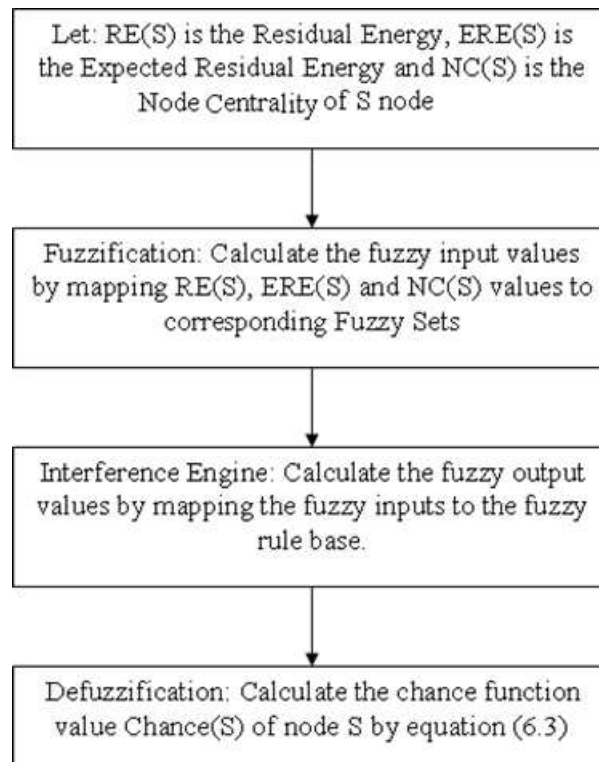 Let: RE(S) is the Residual Energy, ERE(S) is
the Expected Residual Energy and NC(S) is the
Node Centrality of S node
Fuzzification: Calculate the fuzzy input values
by mapping RE(S), ERE(S) and NC(S) values to
corresponding Fuzzy Sets
Interference Engine: Calculate the fuzzy output
values by mapping the fuzzy inputs to the fuzzy
rule base.
Defuzzification: Calculate the chance function
value Chance(S) of node S by equation (6.3)